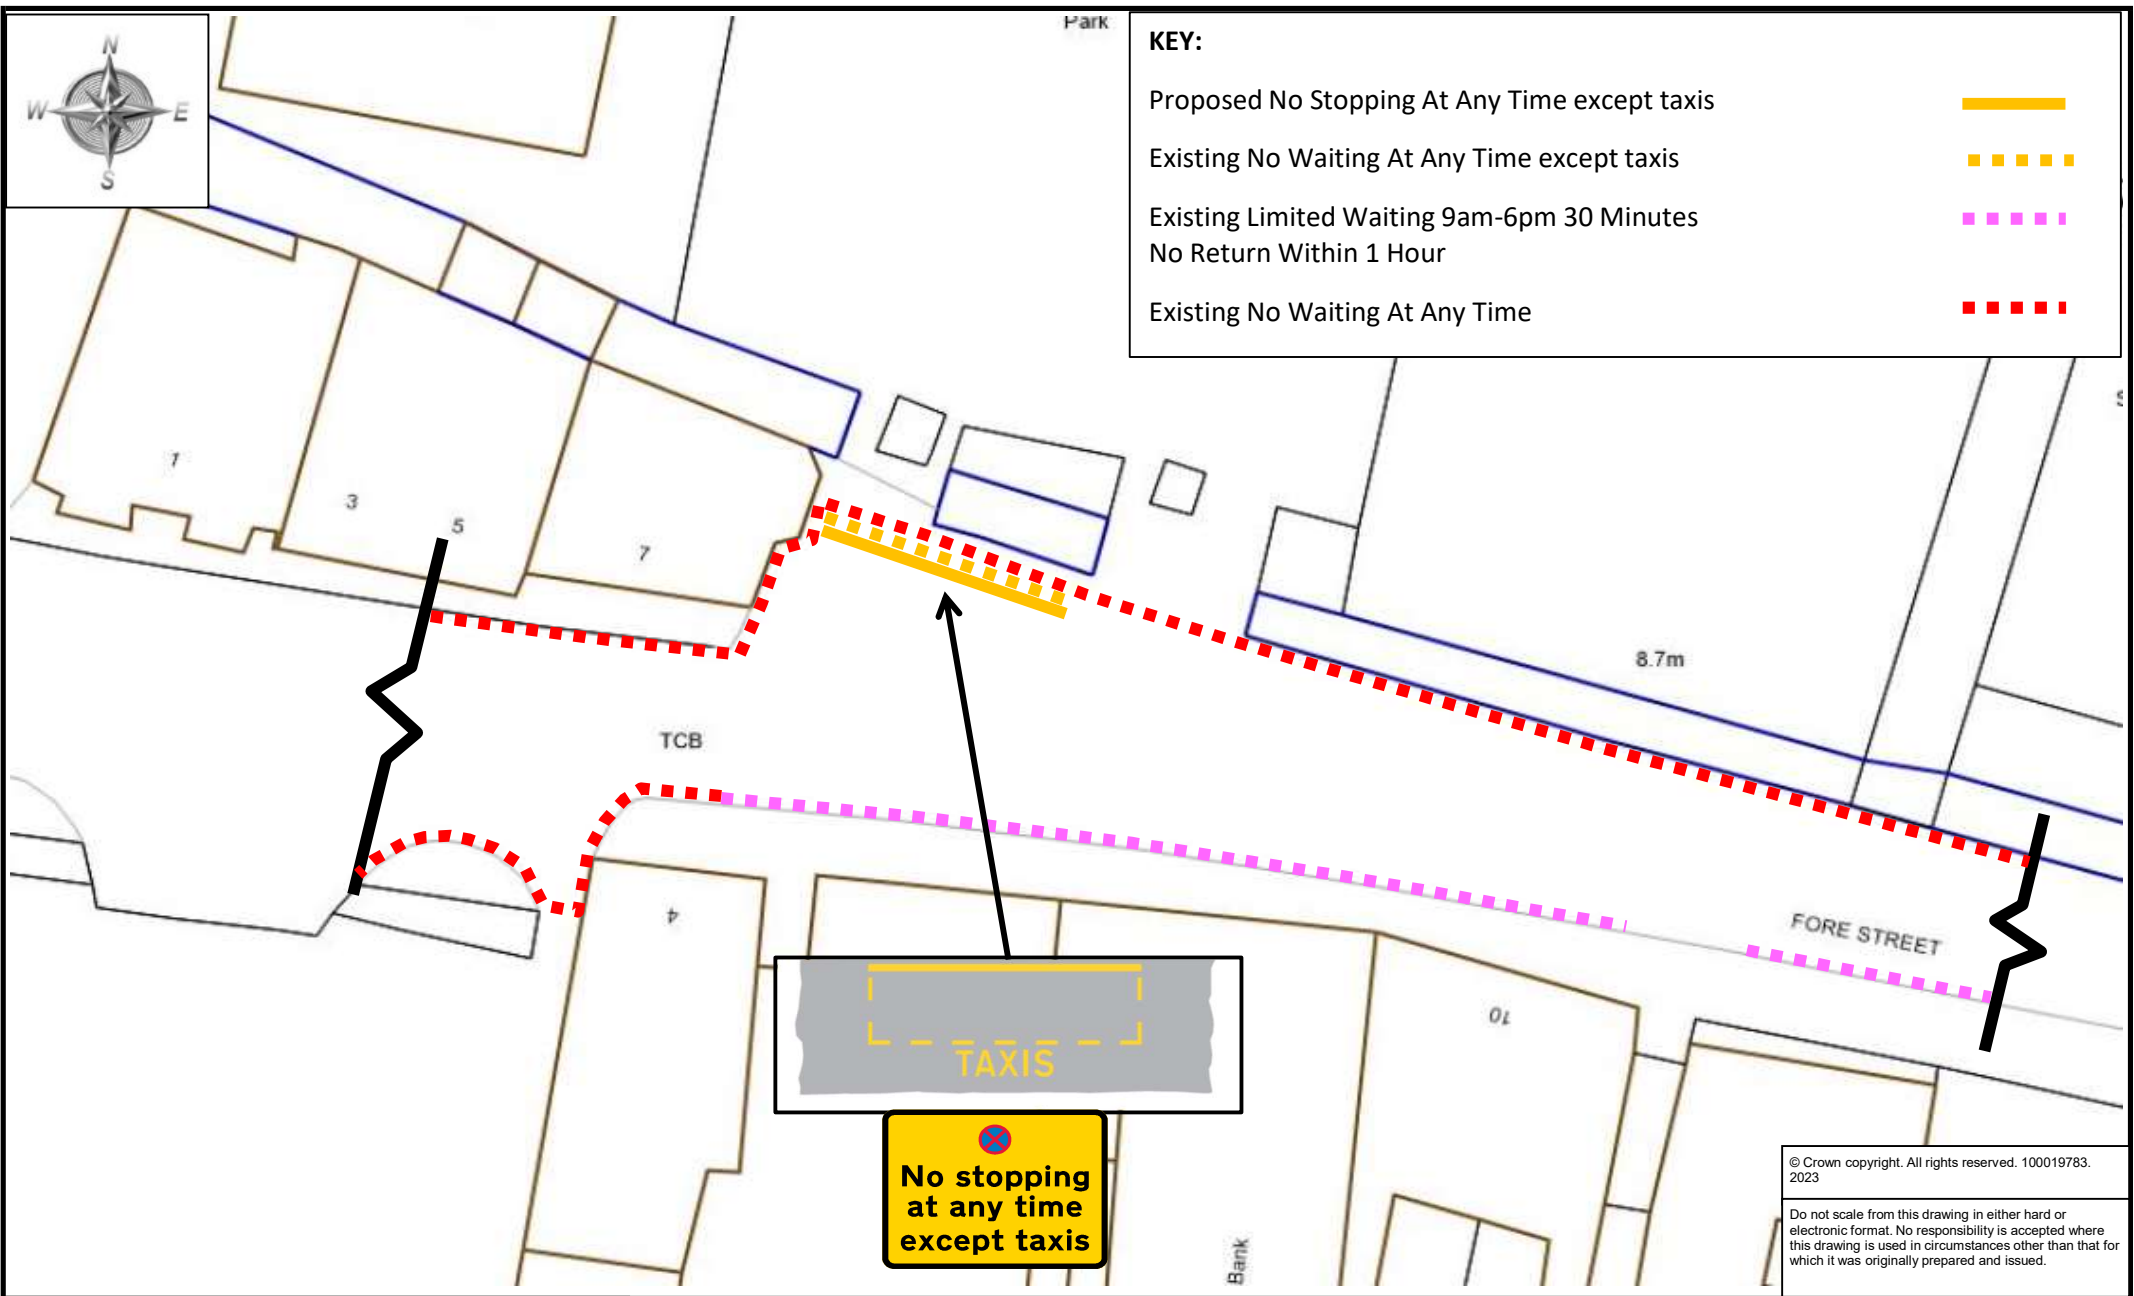 N
W
E
S
Park
KEY:
Proposed No Stopping At Any Time except taxis
Existing No Waiting At Any Time except taxis
Existing Limited Waiting 9am-6pm 30 Minutes
No Return Within 1 Hour
Existing No Waiting At Any Time
1
3
5
7
8.7m
TCB
4
FORE STREET
10
TAXIS
No stopping
at any time
except taxis
Bank
© Crown copyright. All rights reserved. 100019783.
2023
Do not scale from this drawing in either hard or
electronic format. No responsibility is accepted where
this drawing is used in circumstances other than that for
which it was originally prepared and issued.